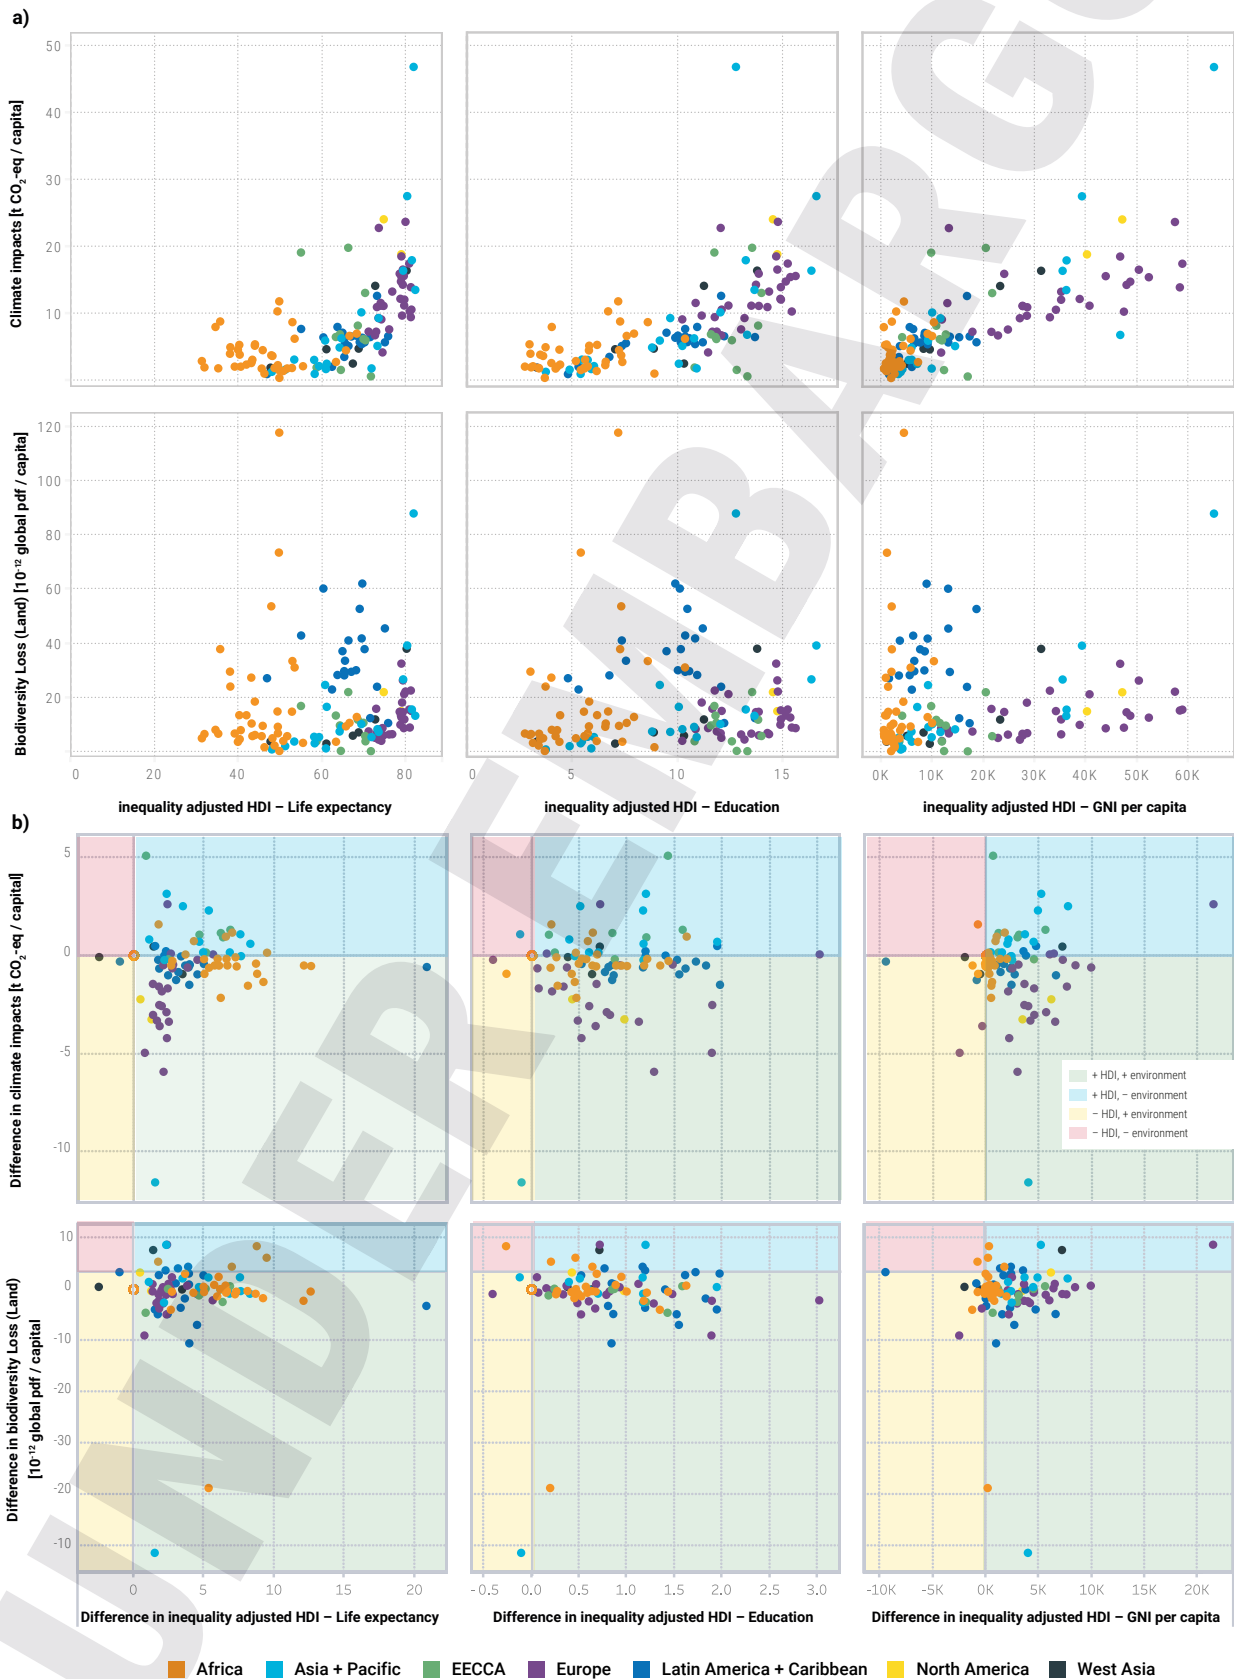 a)
50
40
30
20
10
Climate impacts [t CO2-eq / capita]
120
100
80
60
40
20
Biodiversity Loss (Land) [10-12 global pdf / capita]
0 20 40 60 80
0 5 10 15
0K 10K 20K 30K 40K 50K 60K
inequality adjusted HDI – Life expectancy
inequality adjusted HDI – Education
inequality adjusted HDI – GNI per capita
b)
5
0
-5
-10
Difference in climate impacts [t CO2-eq / capital]
+ HDI, + environment
+ HDI, – environment
– HDI, + environment
– HDI, – environment
10
0
-10
-20
-30
-20
-10
Difference in biodiversity Loss (Land)
[10-12 global pdf / capital]
0 5 10 15 20
-0.5 0.0 0.5 1.0 1.5 2.0 2.5 3.0
-10K -5K 0K 5K 10K 15K 20K
Difference in inequality adjusted HDI – Life expectancy
Difference in inequality adjusted HDI – Education
Difference in inequality adjusted HDI – GNI per capita
Africa
Asia + Pacific
EECCA
Europe
Latin America + Caribbean
North America
West Asia
UNDER EMBARGO